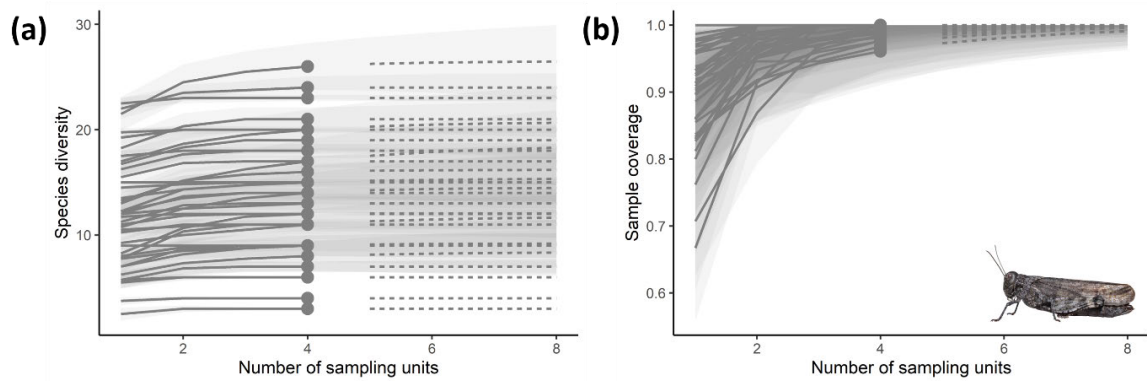 (a)
30
20
10
Species diversity
2
4
6
8
Number of sampling units
(b)
1.0
0.9
0.8
0.7
0.6
Sample coverage
2
4
6
8
Number of sampling units